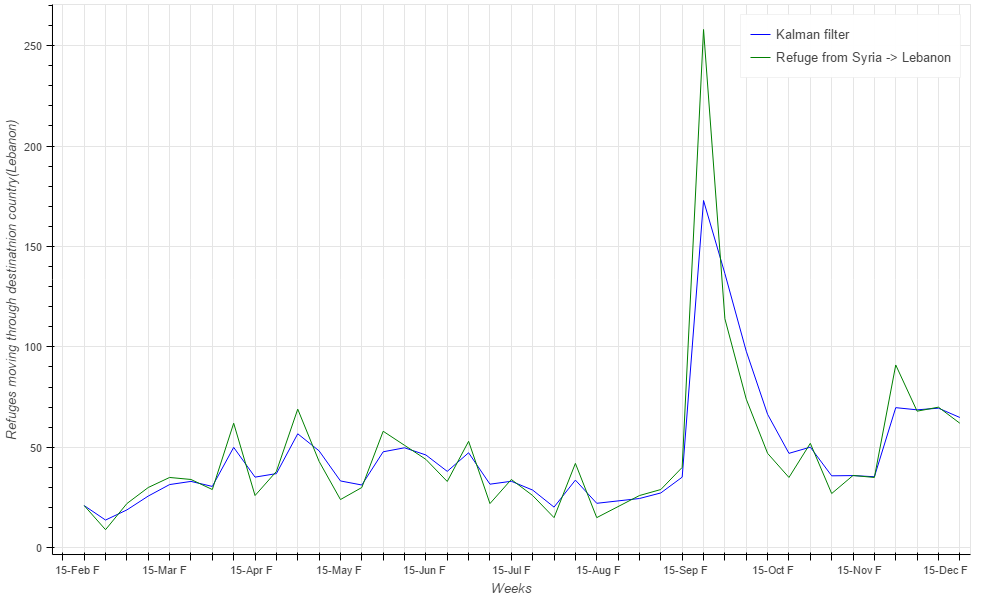 Kalman filter
Refuge from Syria -> Lebanon
Refuges moving through destinatnion country(Lebanon)
250
200
150
100
50
0
15-Feb F 15-Mar F 15-Apr F 15-May F 15-Jun F 15-Jul F 15-Aug F 15-Sep F 15-Oct F 15-Nov F 15-Dec F
Weeks